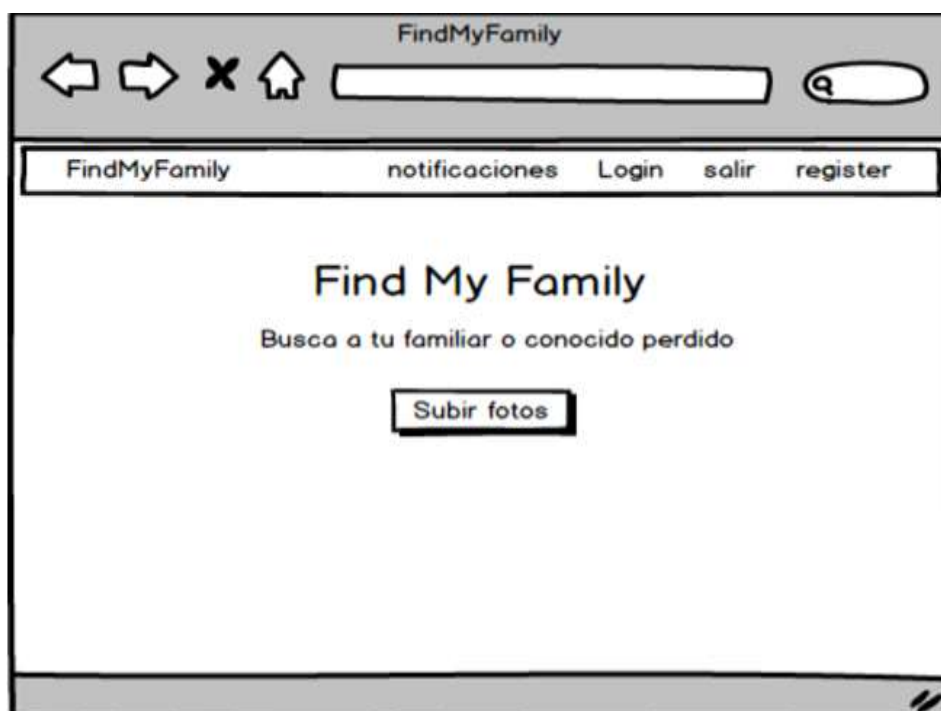 FindMyFamily
FindMyFamily notificaciones Login salir register
Find My Family
Busca a tu familiar o conocido perdido
Subir fotos